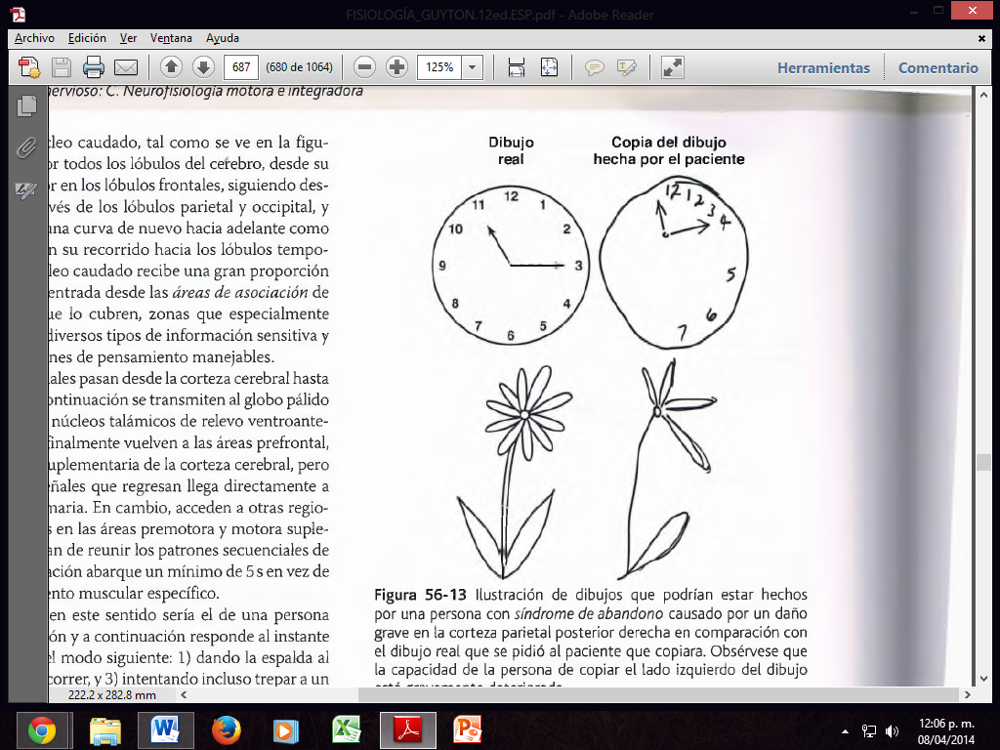 FISIOLOGÍA_GUYTON.12ed.ESP.pdf - Adobe Reader
Archivo Edición Ver Ventana Ayuda
687 (680 de 1064) 125% Herramientas Comentario
nervioso: C. Neurofisiología motora e integradora
cleo caudado, tal como se ve en la figu-
or todos los lóbulos del cerebro, desde su
r en los lóbulos frontales, siguiendo des-
vés de los lóbulos parietal y occipital, y
una curva de nuevo hacia adelante como
n su recorrido hacia los lóbulos tempo-
leo caudado recibe una gran proporción
entrada desde las áreas de asociación de
ue lo cubren, zonas que especialmente
diversos tipos de información sensitiva y
nes de pensamiento manejables.
ales pasan desde la corteza cerebral hasta
ontinuación se transmiten al globo pálido
núcleos talámicos de relevo ventroante-
finalmente vuelven a las áreas prefrontal,
uplementaria de la corteza cerebral, pero
eñales que regresan llega directamente a
maria. En cambio, acceden a otras regio-
s en las áreas premotora y motora suple-
an de reunir los patrones secuenciales de
ación abarque un mínimo de 5 s en vez de
ento muscular específico.
en este sentido sería el de una persona
ón y a continuación responde al instante
el modo siguiente: 1) dando la espalda al
correr, y 3) intentando incluso trepar a un
Dibujo
real
12
11 1
10 2
9 3
8 4
7 5
6
Copia del dibujo
hecha por el paciente
12 1 2 3 4
5
6
7
Figura 56-13 Ilustración de dibujos que podrían estar hechos
por una persona con síndrome de abandono causado por un daño
grave en la corteza parietal posterior derecha en comparación con
el dibujo real que se pidió al paciente que copiara. Obsérvese que
la capacidad de la persona de copiar el lado izquierdo del dibujo
está gravemente deteriorada.
222.2 x 282.8 mm
12:06 p. m.
08/04/2014